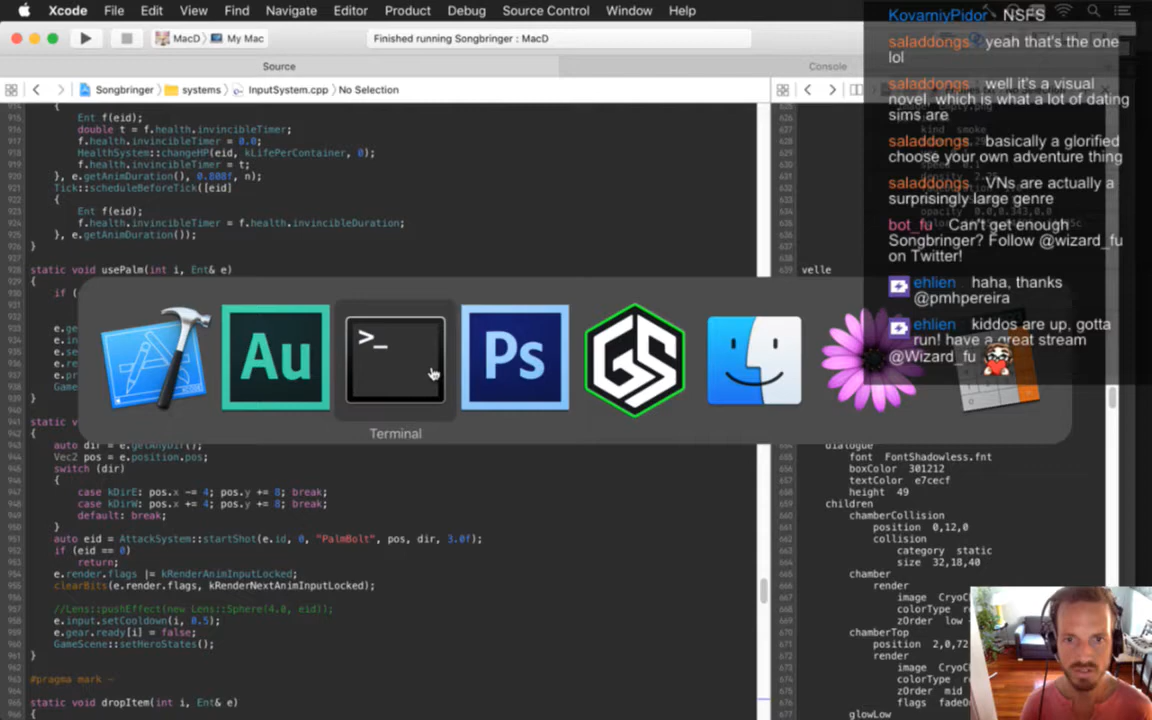 Xcode File Edit View Find Navigate Editor Product Debug Source Control Window Help
MacD My Mac
Finished running Songbringer : MacD
Source
Console
Songbringer systems InputSystem.cpp No Selection
{
Ent f(eid);
double t = f.health.invincibleTimer;
f.health.invincibleTimer = 0.0;
HealthSystem::changeHP(eid, kLifePerContainer, 0);
f.health.invincibleTimer = t;
}, e.getAnimDuration(), 0.808f, n);
Tick::scheduleBeforeTick([eid]
{
Ent f(eid);
f.health.invincibleTimer = f.health.invincibleDuration;
}, e.getAnimDuration());
}
static void usePalm(int i, Ent& e)
{
if
}
{
auto dir = e.getAnyDir();
Vec2 pos = e.position.pos;
switch (dir)
{
case kDirE: pos.x -= 4; pos.y += 8; break;
case kDirW: pos.x += 4; pos.y += 8; break;
default: break;
}
auto eid = AttackSystem::startShot(e.id, 0, "PalmBolt", pos, dir, 3.0f);
if (eid == 0)
return;
e.render.flags |= kRenderAnimInputLocked;
clearBits(e.render.flags, kRenderNextAnimInputLocked);
//Lens::pushEffect(new Lens::Sphere(4.0, eid));
e.input.setCooldown(i, 0.5);
e.gear.ready[i] = false;
GameScene::setHeroStates();
}
#pragma mark -
static void dropItem(int i, Ent& e)
{
Au
>_
Ps
GS
Terminal
kind smoke
velle
dialogue
font FontShadowless.fnt
boxColor 301212
textColor e7cecf
height 49
children
chamberCollision
position 0,12,0
collision
category static
size 32,18,40
chamber
render
image
colorType
zOrder low
chamberTop
position 2,0,72
render
image
colorType
zOrder mid
flags
glowLow
KovarniyPidor NSFS
saladdongs yeah that's the one
lol
saladdongs well it's a visual
novel, which is what a lot of dating
sims are
saladdongs basically a glorified
choose your own adventure thing
saladdongs VNs are actually a
surprisingly large genre
bot_fu Can't get enough
Songbringer? Follow @wizard_fu
on Twitter!
ehlien haha, thanks
@pmhpereira
ehlien kiddos are up, gotta
run! have a great stream
@Wizard_fu